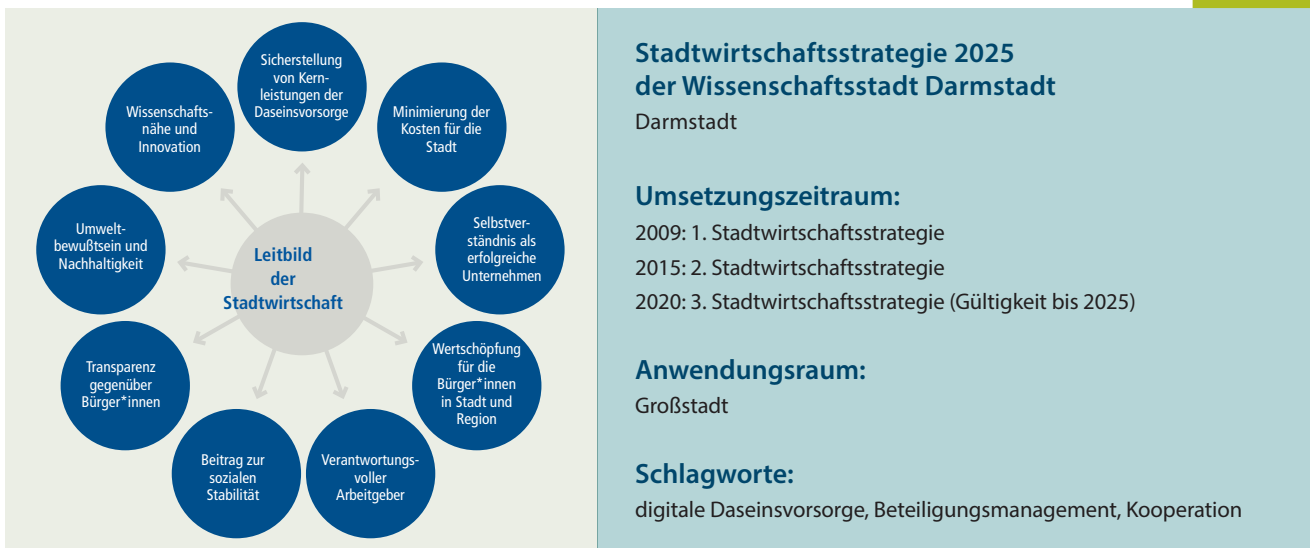 Sicherstellung
von Kern-
leistungen der
Daseinsvorsorge
Minimierung der
Kosten für die
Stadt
Selbstver-
ständnis als
erfolgreiche
Unternehmen
Wertschöpfung
für die
Bürger*innen
in Stadt und
Region
Verantwortungs-
voller
Arbeitgeber
Beitrag zur
sozialen
Stabilität
Transparenz
gegenüber
Bürger*innen
Umwelt-
bewußtsein und
Nachhaltigkeit
Wissenschafts-
nähe und
Innovation
Leitbild
der
Stadtwirtschaft
Stadtwirtschaftsstrategie 2025
der Wissenschaftsstadt Darmstadt
Darmstadt
Umsetzungszeitraum:
2009: 1. Stadtwirtschaftsstrategie
2015: 2. Stadtwirtschaftsstrategie
2020: 3. Stadtwirtschaftsstrategie (Gültigkeit bis 2025)
Anwendungsraum:
Großstadt
Schlagworte:
digitale Daseinsvorsorge, Beteiligungsmanagement, Kooperation